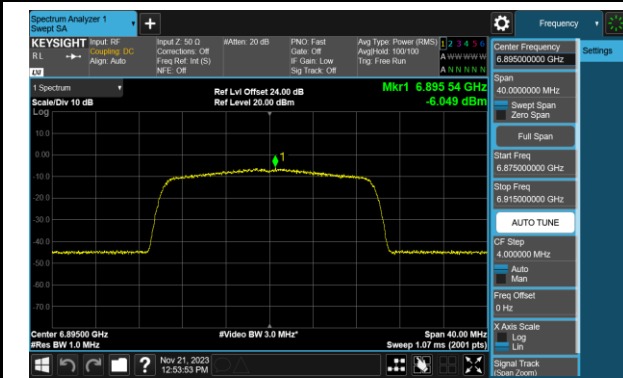 Spectrum Analyzer 1
Swept SA
+
Frequency
KEYSIGHT
Input: RF
RL
Coupling: DC
Align: Auto
LXI
Input Z: 50 Ω
Corrections: Off
Freq Ref: Int (S)
NFE: Off
#Atten: 20 dB
PNO: Fast
Gate: Off
IF Gain: Low
Sig Track: Off
Avg Type: Power (RMS)
Avg|Hold: 100/100
Trig: Free Run
1 2 3 4 5 6
A W W W W W
A N N N N N
1 Spectrum
Scale/Div 10 dB
Ref Lvl Offset 24.00 dB
Ref Level 20.00 dBm
Mkr1 6.895 54 GHz
-6.049 dBm
Log
10.0
0.00
-10.0
-20.0
-30.0
-40.0
-50.0
-60.0
-70.0
1
Center 6.89500 GHz
#Res BW 1.0 MHz
#Video BW 3.0 MHz*
Span 40.00 MHz
Sweep 1.07 ms (2001 pts)
?
Nov 21, 2023
12:53:53 PM
Settings
Center Frequency
6.895000000 GHz
Span
40.0000000 MHz
Swept Span
Zero Span
Full Span
Start Freq
6.875000000 GHz
Stop Freq
6.915000000 GHz
AUTO TUNE
CF Step
4.000000 MHz
Auto
Man
Freq Offset
0 Hz
X Axis Scale
Log
Lin
Signal Track
(Span Zoom)